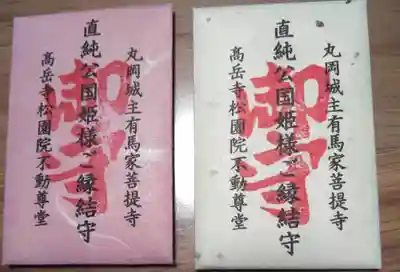 丸岡城主有馬家菩提寺
直純公国姫様ご縁結守
高岳寺松園院不動尊堂
御守
丸岡城主有馬家菩提寺
直純公国姫様ご縁結守
高岳寺松園院不動尊堂
御守